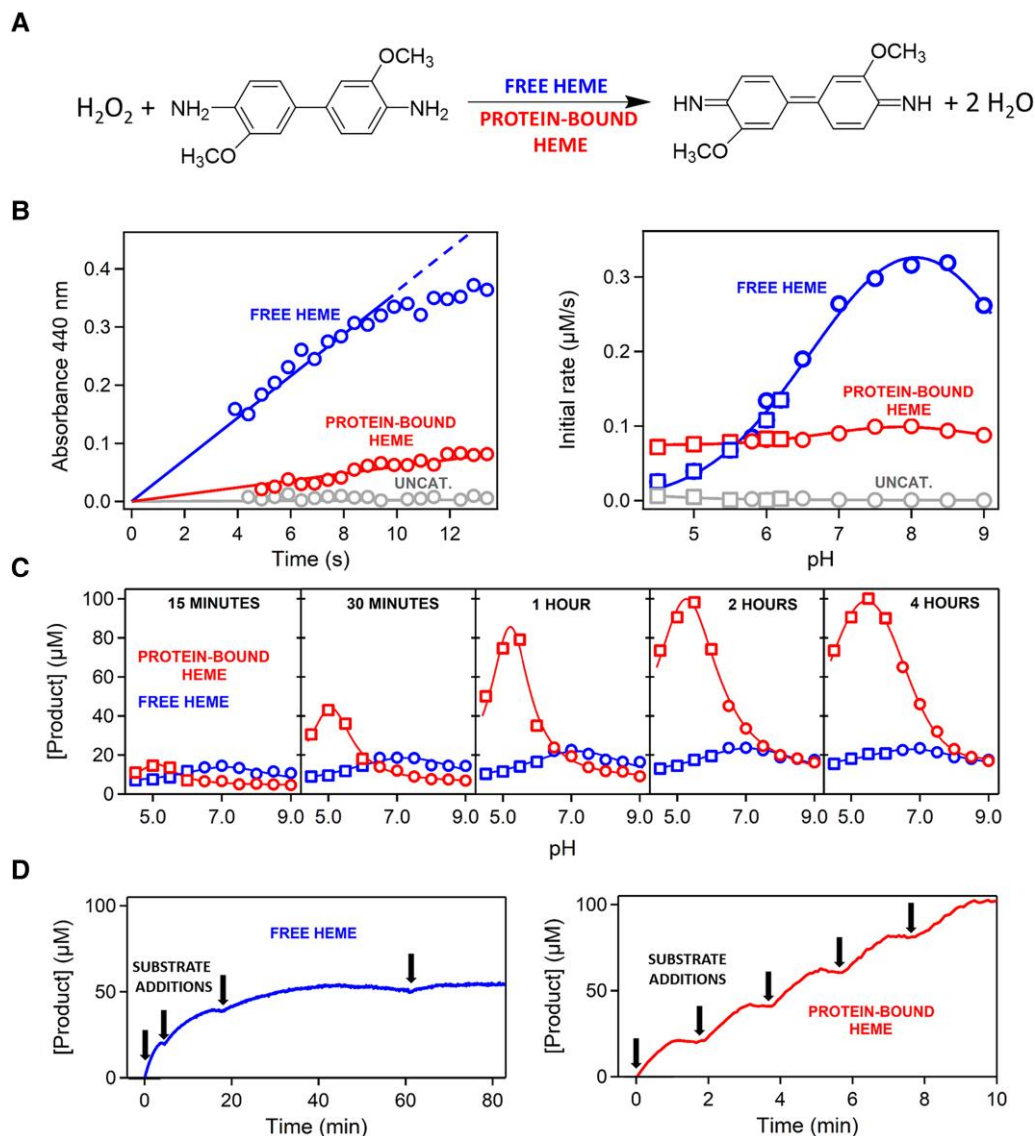 A
H₂O₂ + NH₂ OCH₃ H₃CO NH₂ FREE HEME PROTEIN-BOUND HEME HN OCH₃ H₃CO NH + 2 H₂O
B
Absorbance 440 nm
0.4
0.3
0.2
0.1
0.0
FREE HEME
PROTEIN-BOUND
HEME
UNCAT.
0 2 4 6 8 10 12
Time (s)
Initial rate (µM/s)
0.3
0.2
0.1
0.0
FREE HEME
PROTEIN-BOUND
HEME
UNCAT.
5 6 7 8 9
pH
C
[Product] (µM)
100
80
60
40
20
0
15 MINUTES 30 MINUTES 1 HOUR 2 HOURS 4 HOURS
PROTEIN-BOUND
HEME
FREE HEME
5.0 7.0 9.0 5.0 7.0 9.0 5.0 7.0 9.0 5.0 7.0 9.0 5.0 7.0 9.0
pH
D
[Product] (µM)
100
50
0
FREE HEME
SUBSTRATE
ADDITIONS
0 20 40 60 80
Time (min)
[Product] (µM)
100
50
0
SUBSTRATE
ADDITIONS
PROTEIN-BOUND
HEME
0 2 4 6 8 10
Time (min)